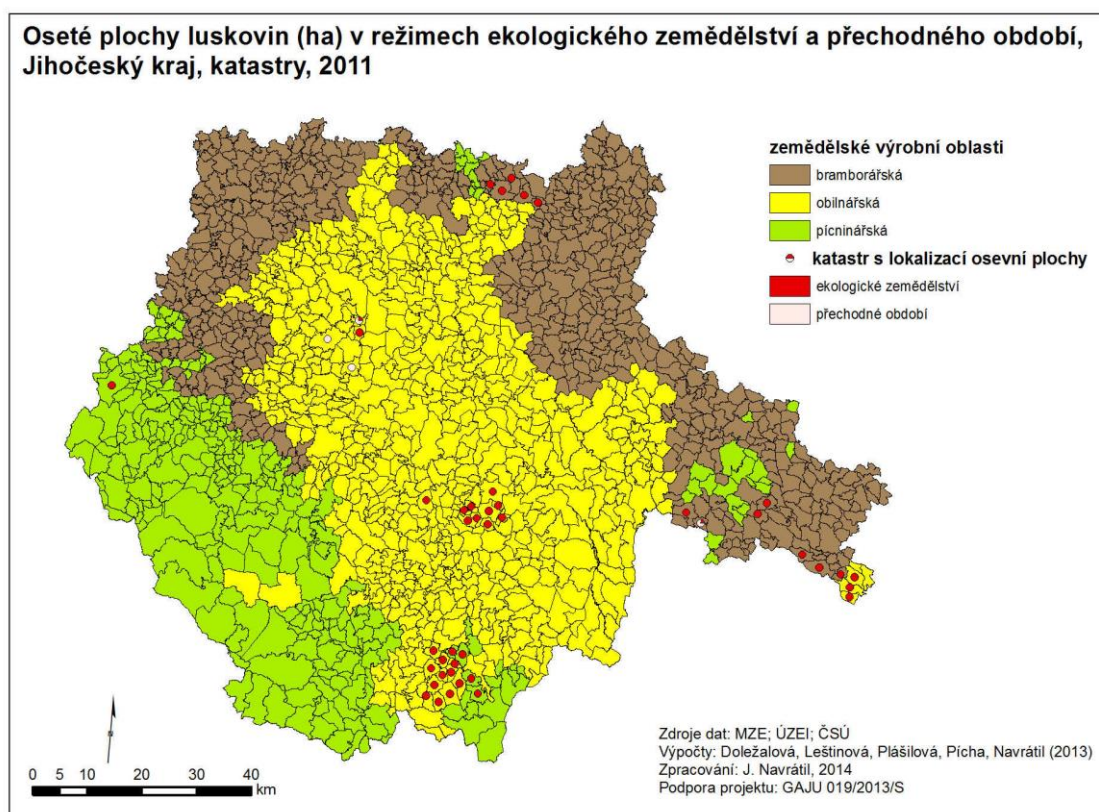 Oseté plochy luskovin (ha) v režimech ekologického zemědělství a přechodného období,
Jihočeský kraj, katastry, 2011
zemědělské výrobní oblasti
bramborářská
obilnářská
pícninářská
katastr s lokalizací osevní plochy
ekologické zemědělství
přechodné období
N
0 5 10 20 30 40
km
Zdroje dat: MZE; ÚZEI; ČSÚ
Výpočty: Doležalová, Leštinová, Plášilová, Pícha, Navrátil (2013)
Zpracování: J. Navrátil, 2014
Podpora projektu: GAJU 019/2013/S